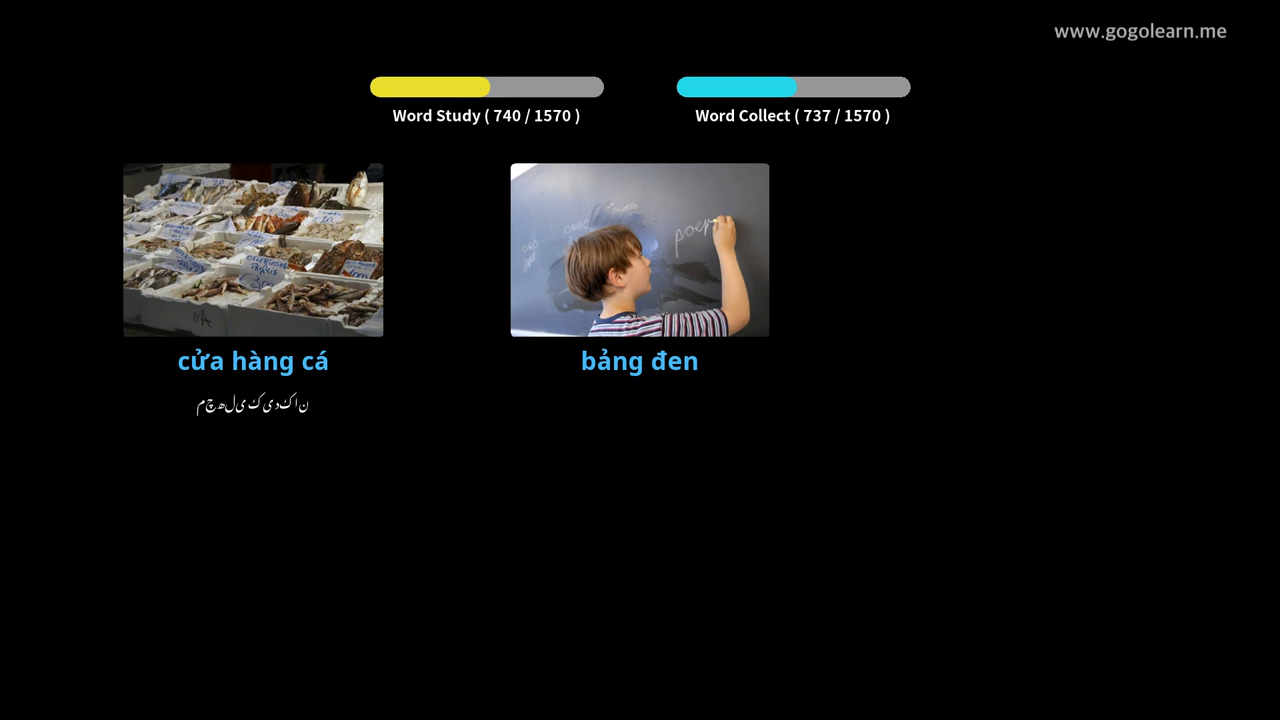 www.gogolearn.me
Word Study ( 740 / 1570 )
Word Collect ( 737 / 1570 )
cửa hàng cá
bảng đen
مچھلی کی دکان